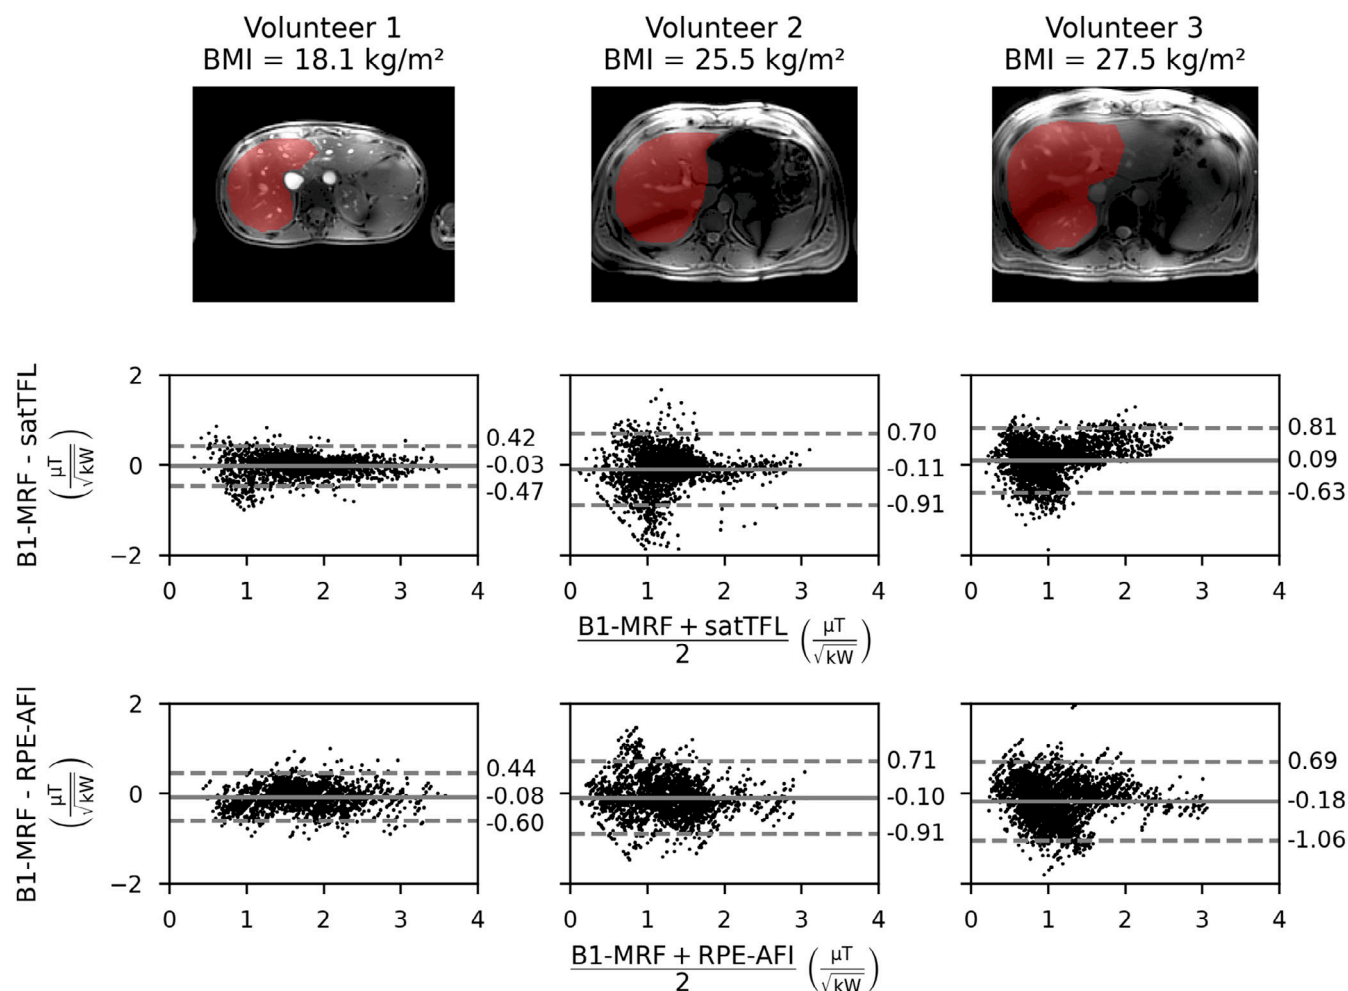 Volunteer 1
BMI = 18.1 kg/m²
Volunteer 2
BMI = 25.5 kg/m²
Volunteer 3
BMI = 27.5 kg/m²
B1-MRF - satTFL
(µT/√kW)
2
0
−2
0 1 2 3 4
0.42
-0.03
-0.47
0 1 2 3 4
0.70
-0.11
-0.91
0 1 2 3 4
0.81
0.09
-0.63
B1-MRF + satTFL
2
(µT/√kW)
B1-MRF - RPE-AFI
(µT/√kW)
2
0
−2
0 1 2 3 4
0.44
-0.08
-0.60
0 1 2 3 4
0.71
-0.10
-0.91
0 1 2 3 4
0.69
-0.18
-1.06
B1-MRF + RPE-AFI
2
(µT/√kW)